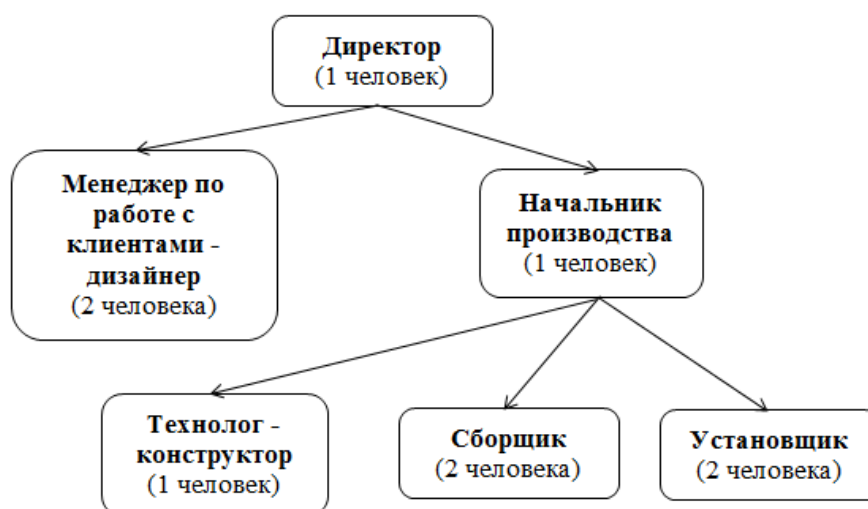 Директор
(1 человек)
Менеджер по
работе с
клиентами -
дизайнер
(2 человека)
Начальник
производства
(1 человек)
Технолог -
конструктор
(1 человек)
Сборщик
(2 человека)
Установщик
(2 человека)